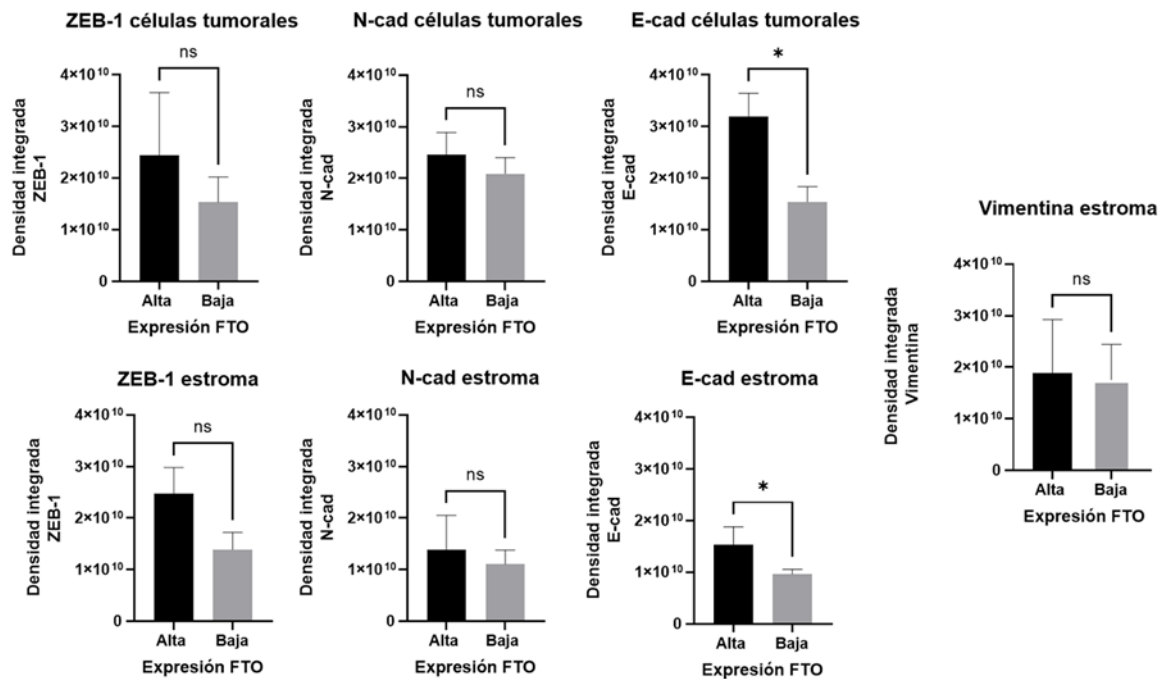 ZEB-1 células tumorales
ns
4×10¹⁰
3×10¹⁰
2×10¹⁰
1×10¹⁰
0
Densidad integrada
ZEB-1
Alta Baja
Expresión FTO
N-cad células tumorales
ns
4×10¹⁰
3×10¹⁰
2×10¹⁰
1×10¹⁰
0
Densidad integrada
N-cad
Alta Baja
Expresión FTO
E-cad células tumorales
*
4×10¹⁰
3×10¹⁰
2×10¹⁰
1×10¹⁰
0
Densidad integrada
E-cad
Alta Baja
Expresión FTO
Vimentina estroma
ns
4×10¹⁰
3×10¹⁰
2×10¹⁰
1×10¹⁰
0
Densidad integrada
Vimentina
Alta Baja
Expresión FTO
ZEB-1 estroma
ns
4×10¹⁰
3×10¹⁰
2×10¹⁰
1×10¹⁰
0
Densidad integrada
ZEB-1
Alta Baja
Expresión FTO
N-cad estroma
ns
4×10¹⁰
3×10¹⁰
2×10¹⁰
1×10¹⁰
0
Densidad integrada
N-cad
Alta Baja
Expresión FTO
E-cad estroma
*
4×10¹⁰
3×10¹⁰
2×10¹⁰
1×10¹⁰
0
Densidad integrada
E-cad
Alta Baja
Expresión FTO